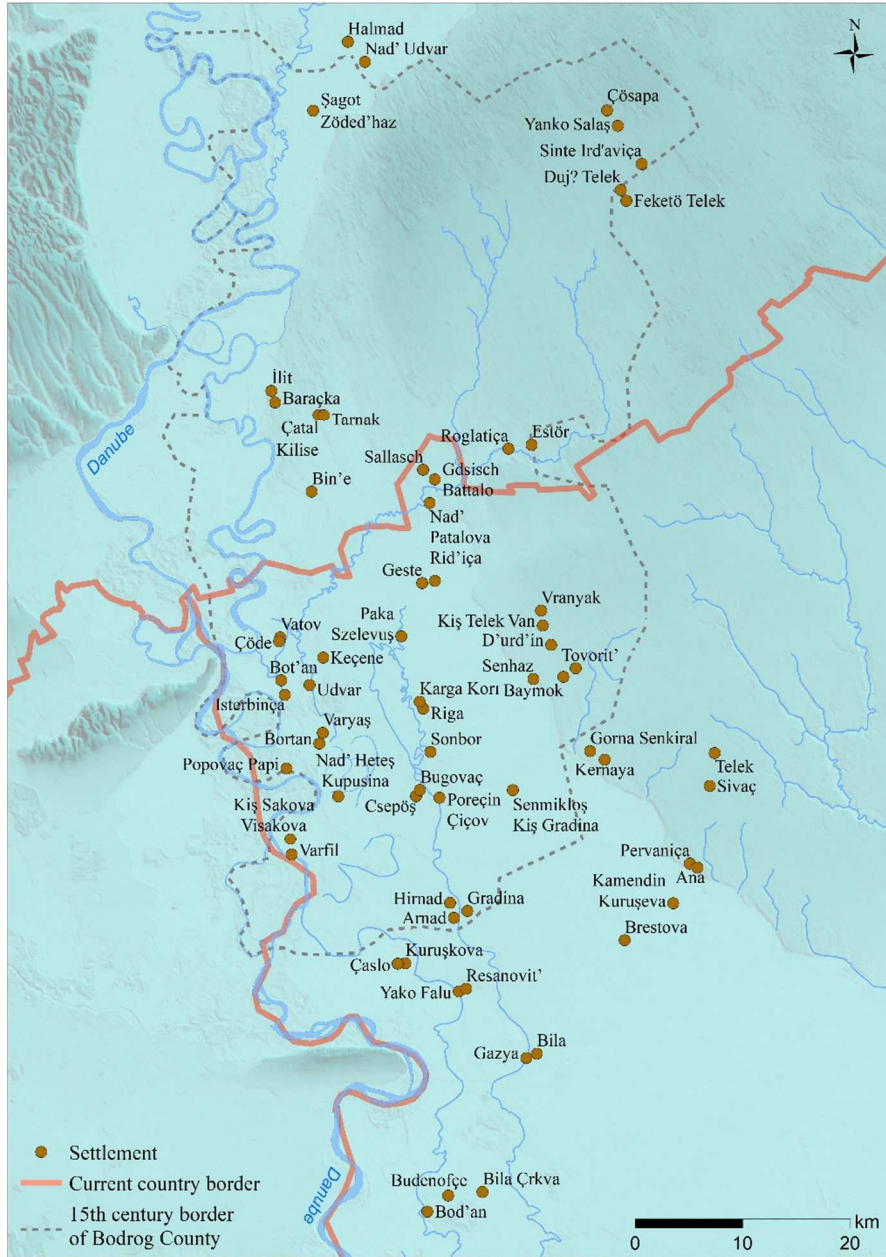 Halmad
Nad' Udvar
N
Şagot
Zöded'haz
Çösapa
Yanko Salaş
Sinte Ird'aviça
Duj? Telek
Feketö Telek
İlit
Baraçka
Çatal
Kilise
Tarnak
Danube
Roglatiça
Estör
Sallasch
Gdsisch
Battalo
Bin'e
Nad'
Patalova
Rid'iça
Geste
Vranyak
Paka
Szelevuş
Kiş Telek Van
D'urd'in
Vatov
Çöde
Keçene
Senhaz
Tovorit'
Baymok
Bot'an
Udvar
Isterbinça
Karga Korı
Riga
Varyaş
Bortan
Sonbor
Gorna Senkiral
Kernaya
Telek
Sivaç
Popovaç Papi
Nad' Heteş
Kupusina
Bugovaç
Csepöş
Poreçin
Çiçov
Senmikloş
Kiş Gradina
Kiş Sakova
Visakova
Varfil
Pervaniça
Ana
Kamendin
Kuruşeva
Hirnad
Gradina
Arnad
Brestova
Kuruşkova
Çaslo
Resanovit'
Yako Falu
Bila
Gazya
Danube
Budenofçe
Bila Çrkva
Bod'an
Settlement
Current country border
15th century border
of Bodrog County
km
0 10 20